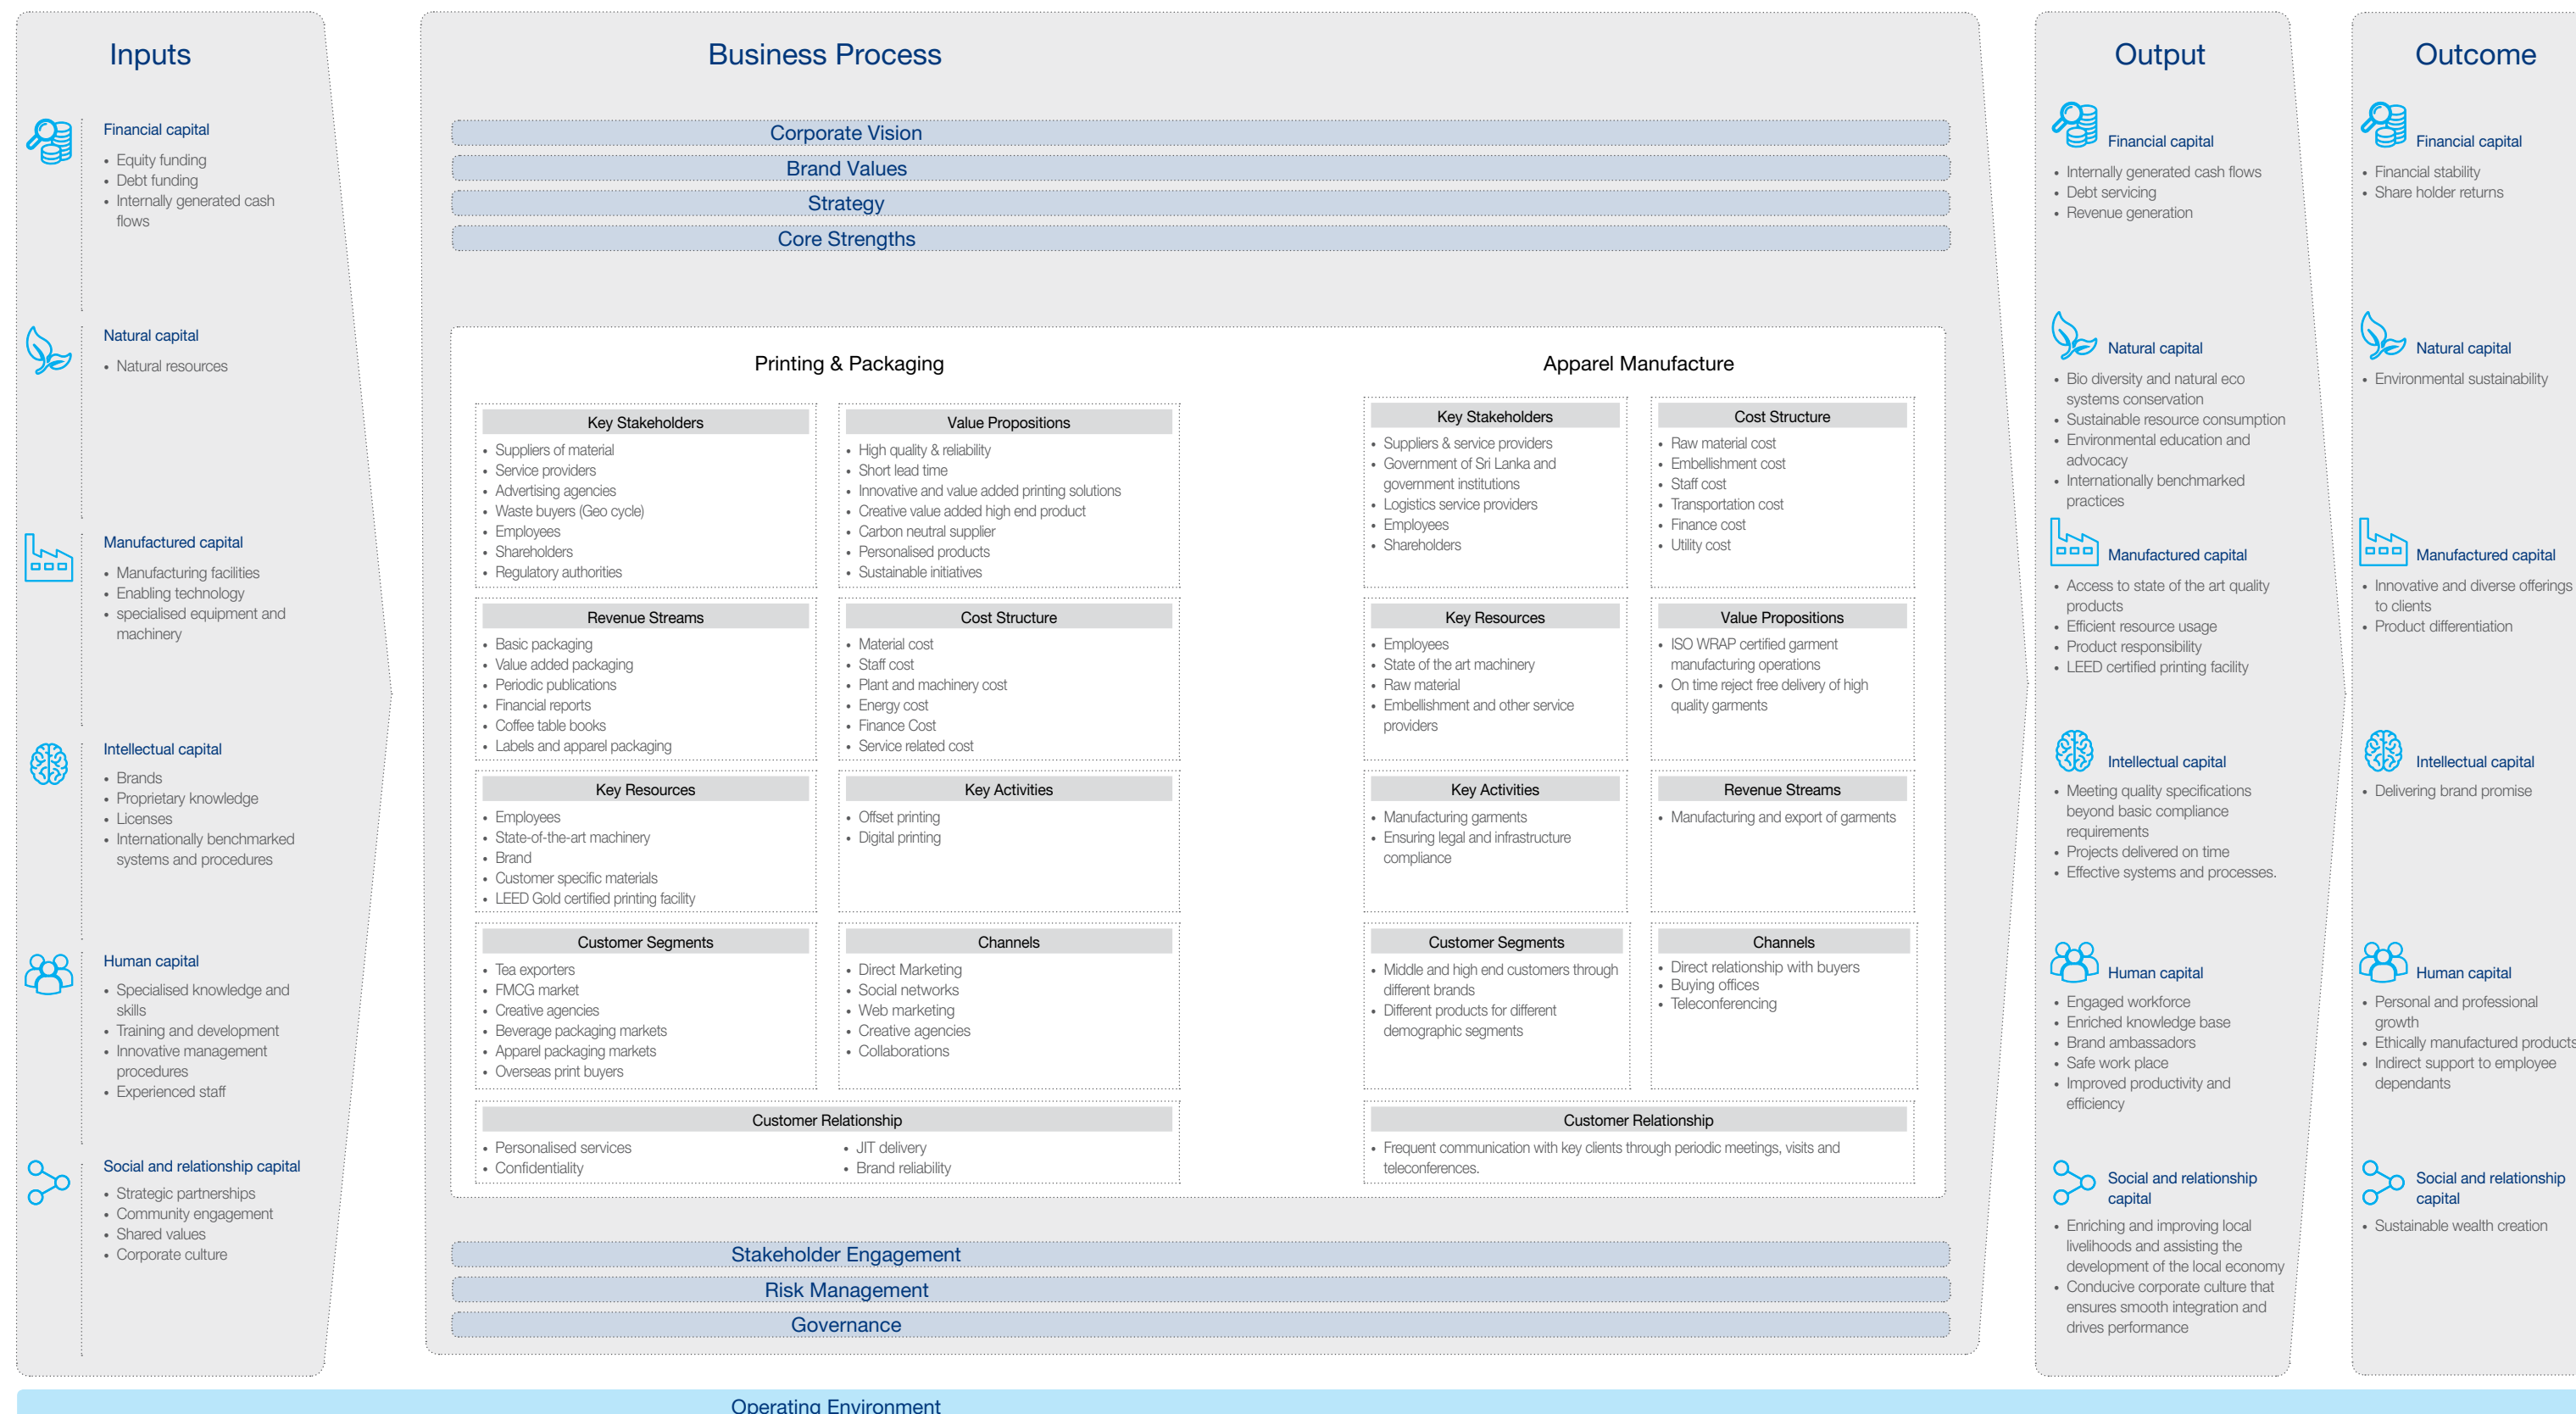 Inputs
Financial capital
• Equity funding
• Debt funding
• Internally generated cash
flows
Natural capital
• Natural resources
Manufactured capital
• Manufacturing facilities
• Enabling technology
• specialised equipment and
machinery
Intellectual capital
• Brands
• Proprietary knowledge
• Licenses
• Internationally benchmarked
systems and procedures
Human capital
• Specialised knowledge and
skills
• Training and development
• Innovative management
procedures
• Experienced staff
Social and relationship capital
• Strategic partnerships
• Community engagement
• Shared values
• Corporate culture
Business Process
Corporate Vision
Brand Values
Strategy
Core Strengths
Printing & Packaging
Key Stakeholders
• Suppliers of material
• Service providers
• Advertising agencies
• Waste buyers (Geo cycle)
• Employees
• Shareholders
• Regulatory authorities
Value Propositions
• High quality & reliability
• Short lead time
• Innovative and value added printing solutions
• Creative value added high end product
• Carbon neutral supplier
• Personalised products
• Sustainable initiatives
Revenue Streams
• Basic packaging
• Value added packaging
• Periodic publications
• Financial reports
• Coffee table books
• Labels and apparel packaging
Cost Structure
• Material cost
• Staff cost
• Plant and machinery cost
• Energy cost
• Finance Cost
• Service related cost
Key Resources
• Employees
• State-of-the-art machinery
• Brand
• Customer specific materials
• LEED Gold certified printing facility
Key Activities
• Offset printing
• Digital printing
Customer Segments
• Tea exporters
• FMCG market
• Creative agencies
• Beverage packaging markets
• Apparel packaging markets
• Overseas print buyers
Channels
• Direct Marketing
• Social networks
• Web marketing
• Creative agencies
• Collaborations
Customer Relationship
• Personalised services
• Confidentiality
• JIT delivery
• Brand reliability
Apparel Manufacture
Key Stakeholders
• Suppliers & service providers
• Government of Sri Lanka and
government institutions
• Logistics service providers
• Employees
• Shareholders
Cost Structure
• Raw material cost
• Embellishment cost
• Staff cost
• Transportation cost
• Finance cost
• Utility cost
Key Resources
• Employees
• State of the art machinery
• Raw material
• Embellishment and other service
providers
Value Propositions
• ISO WRAP certified garment
manufacturing operations
• On time reject free delivery of high
quality garments
Key Activities
• Manufacturing garments
• Ensuring legal and infrastructure
compliance
Revenue Streams
• Manufacturing and export of garments
Customer Segments
• Middle and high end customers through
different brands
• Different products for different
demographic segments
Channels
• Direct relationship with buyers
• Buying offices
• Teleconferencing
Customer Relationship
• Frequent communication with key clients through periodic meetings, visits and
teleconferences.
Stakeholder Engagement
Risk Management
Governance
Output
Financial capital
• Internally generated cash flows
• Debt servicing
• Revenue generation
Natural capital
• Bio diversity and natural eco
systems conservation
• Sustainable resource consumption
• Environmental education and
advocacy
• Internationally benchmarked
practices
Manufactured capital
• Access to state of the art quality
products
• Efficient resource usage
• Product responsibility
• LEED certified printing facility
Intellectual capital
• Meeting quality specifications
beyond basic compliance
requirements
• Projects delivered on time
• Effective systems and processes.
Human capital
• Engaged workforce
• Enriched knowledge base
• Brand ambassadors
• Safe work place
• Improved productivity and
efficiency
Social and relationship
capital
• Enriching and improving local
livelihoods and assisting the
development of the local economy
• Conducive corporate culture that
ensures smooth integration and
drives performance
Outcome
Financial capital
• Financial stability
• Share holder returns
Natural capital
• Environmental sustainability
Manufactured capital
• Innovative and diverse offerings
to clients
• Product differentiation
Intellectual capital
• Delivering brand promise
Human capital
• Personal and professional
growth
• Ethically manufactured products
• Indirect support to employee
dependants
Social and relationship
capital
• Sustainable wealth creation
Operating Environment